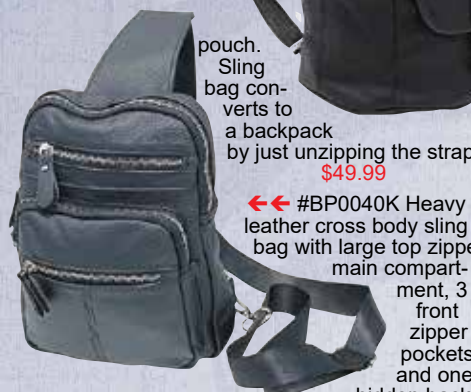 pouch.
Sling
bag con-
verts to
a backpack
by just unzipping the strap
$49.99
#BP0040K Heavy
leather cross body sling
bag with large top zippe
main compart-
ment, 3
front
zipper
pockets
and one